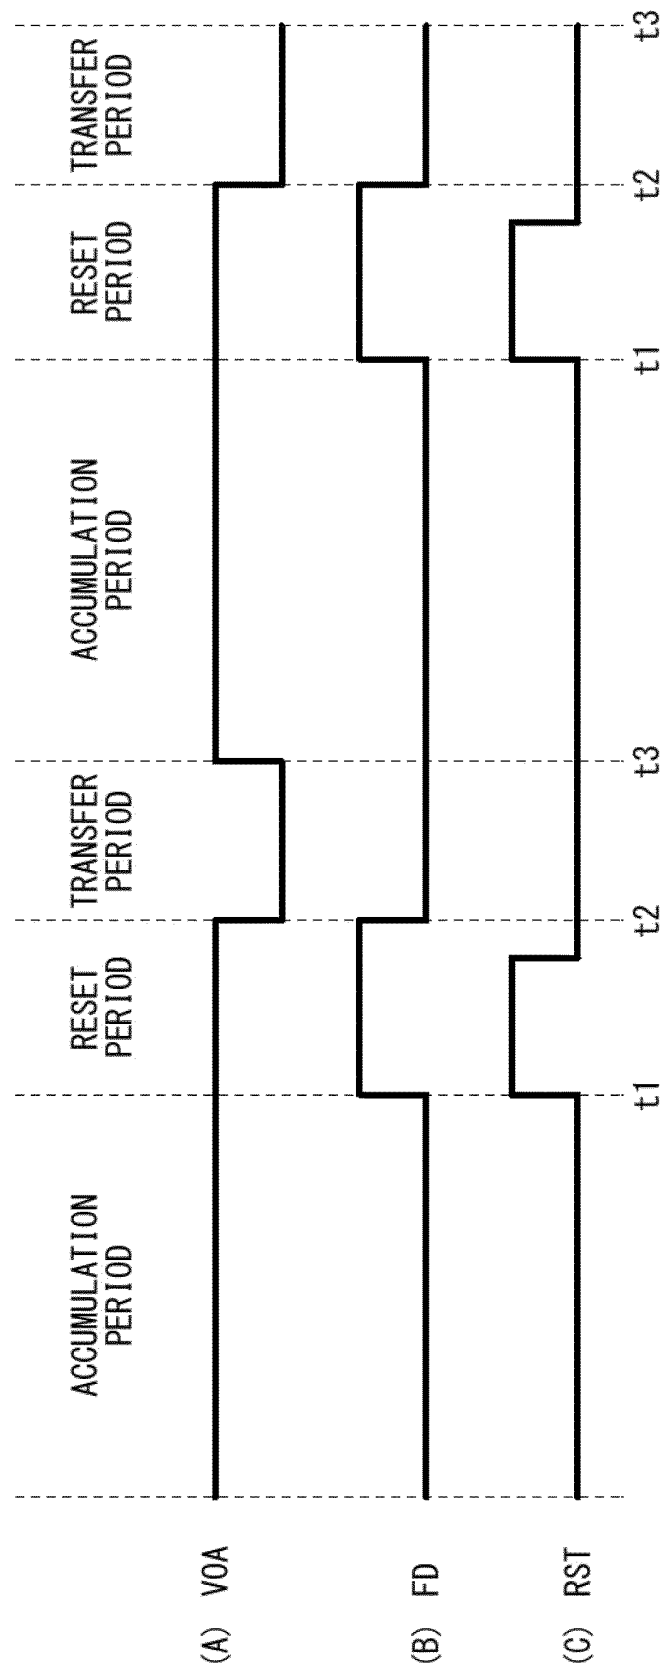 ACCUMULATION
PERIOD
RESET
PERIOD
TRANSFER
PERIOD
ACCUMULATION
PERIOD
RESET
PERIOD
TRANSFER
PERIOD
(A) VOA
(B) FD
(C) RST
t1
t2
t3
t1
t2
t3